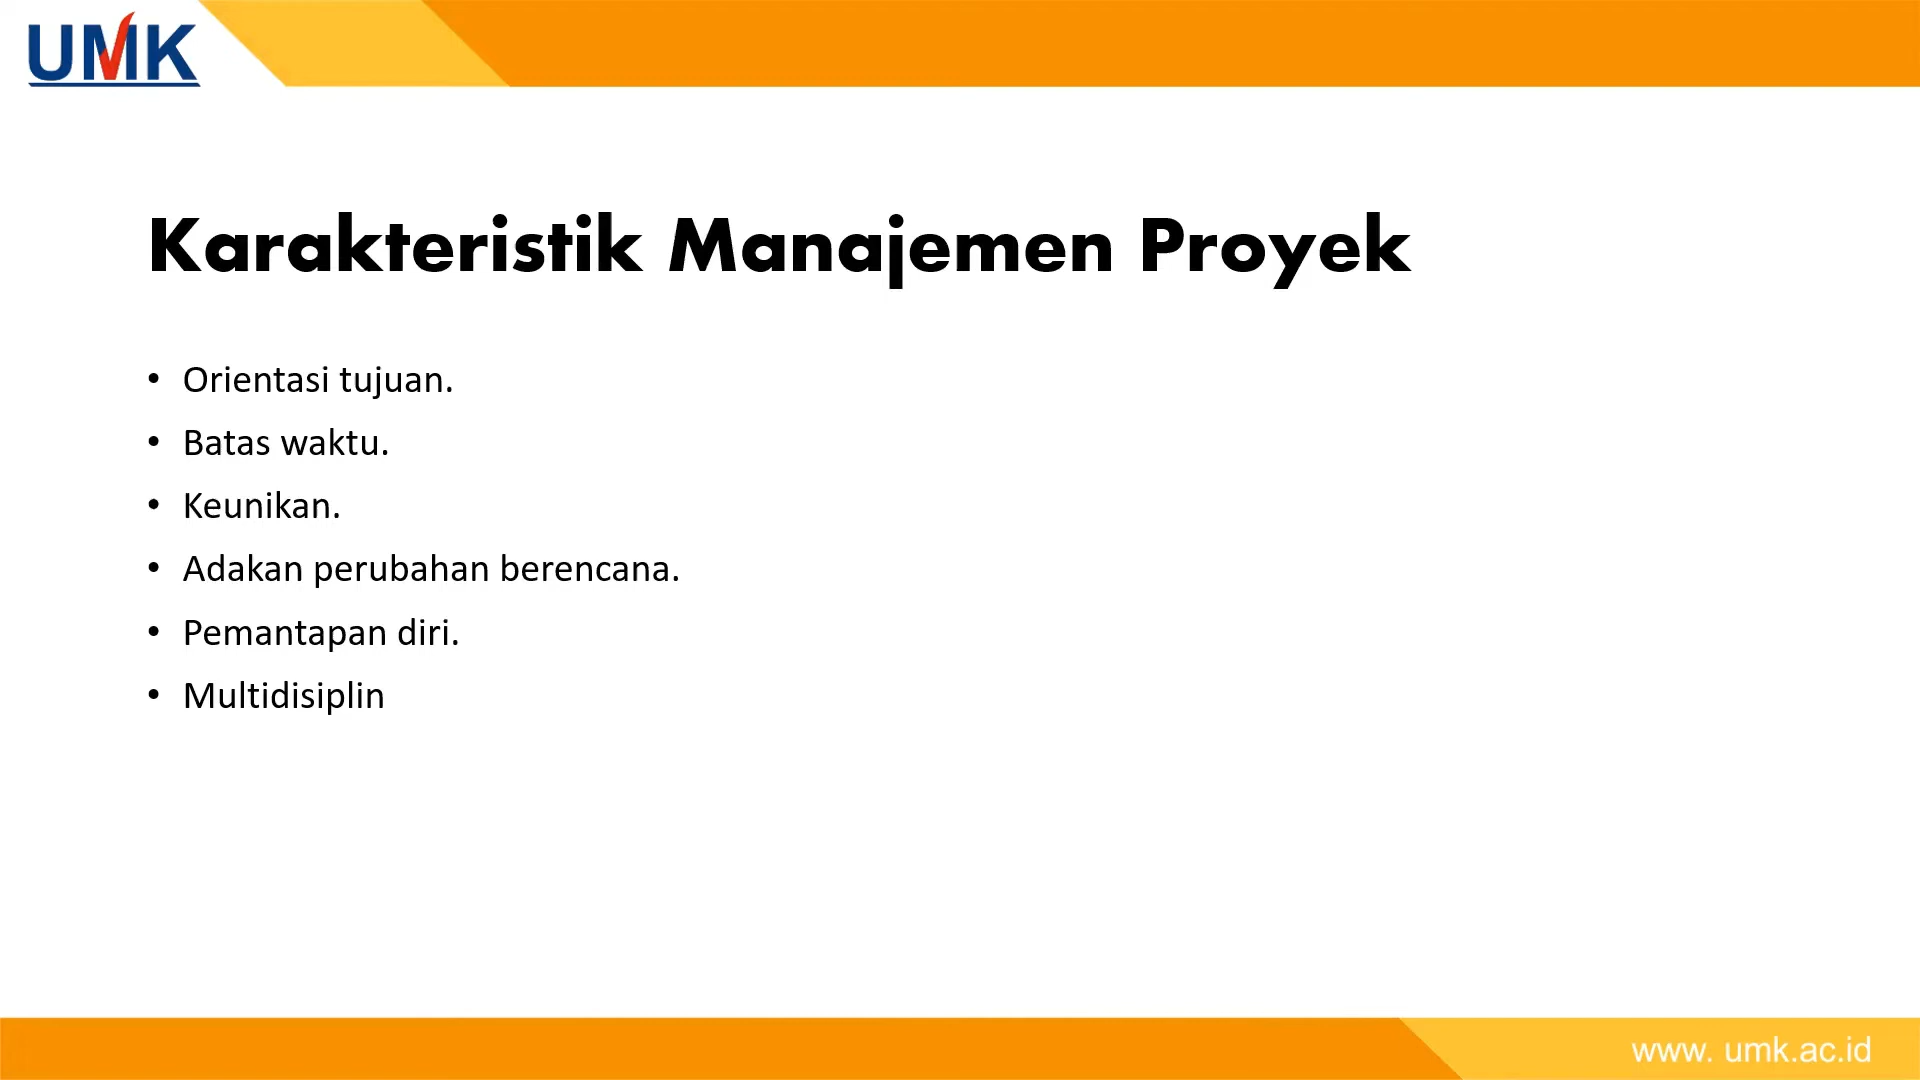 UMK
Karakteristik Manajemen Proyek
• Orientasi tujuan.
• Batas waktu.
• Keunikan.
• Adakan perubahan berencana.
• Pemantapan diri.
• Multidisiplin
www. umk.ac.id